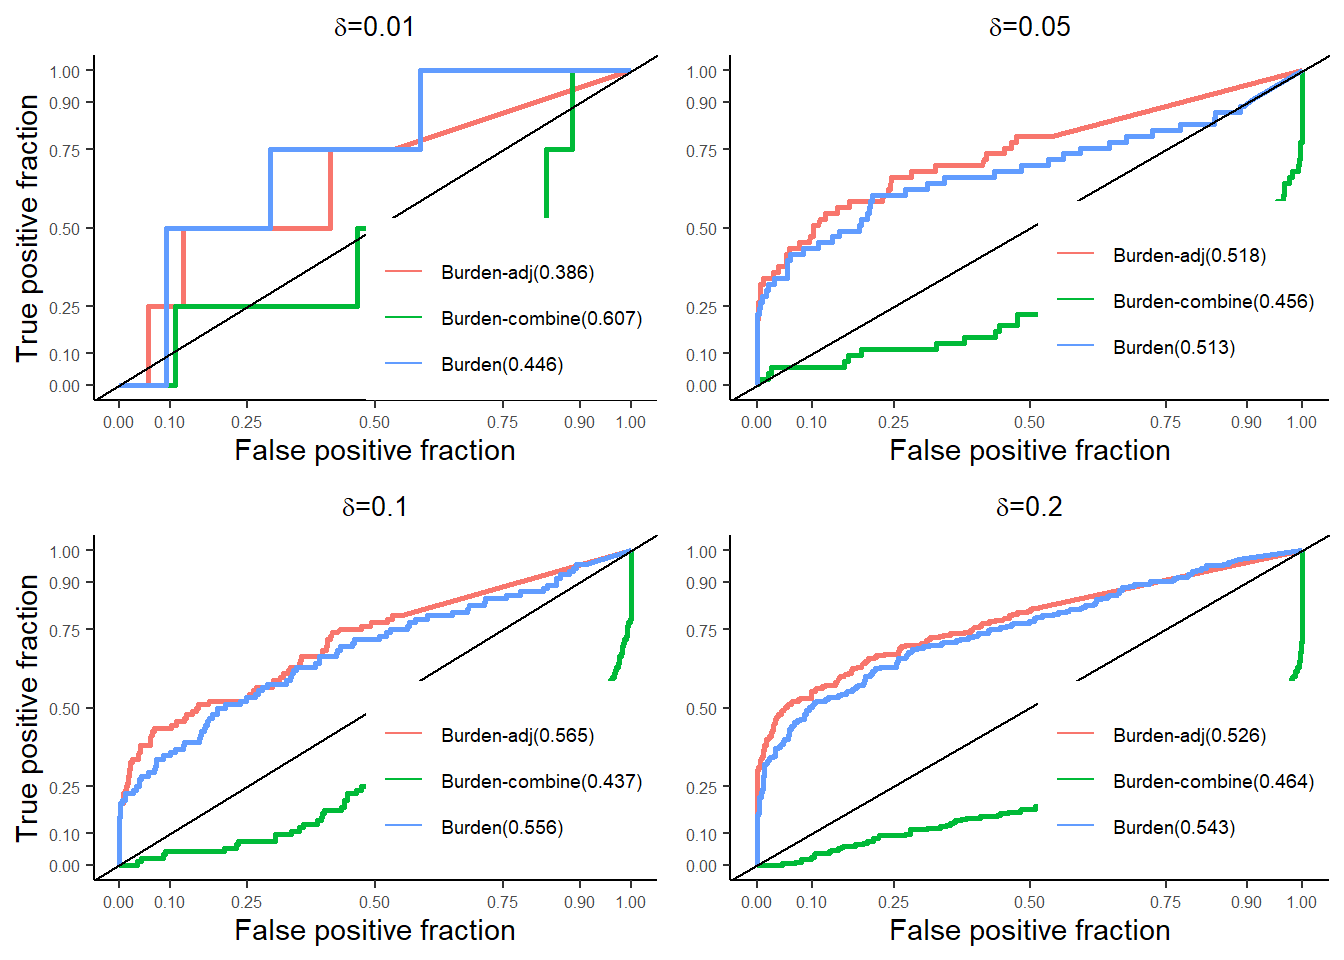 δ=0.01
True positive fraction
1.00
0.90
0.75
0.50
0.25
0.10
0.00
Burden-adj(0.386)
Burden-combine(0.607)
Burden(0.446)
0.00 0.10 0.25 0.50 0.75 0.90 1.00
False positive fraction
δ=0.05
1.00
0.90
0.75
0.50
0.25
0.10
0.00
Burden-adj(0.518)
Burden-combine(0.456)
Burden(0.513)
0.00 0.10 0.25 0.50 0.75 0.90 1.00
False positive fraction
δ=0.1
True positive fraction
1.00
0.90
0.75
0.50
0.25
0.10
0.00
Burden-adj(0.565)
Burden-combine(0.437)
Burden(0.556)
0.00 0.10 0.25 0.50 0.75 0.90 1.00
False positive fraction
δ=0.2
1.00
0.90
0.75
0.50
0.25
0.10
0.00
Burden-adj(0.526)
Burden-combine(0.464)
Burden(0.543)
0.00 0.10 0.25 0.50 0.75 0.90 1.00
False positive fraction